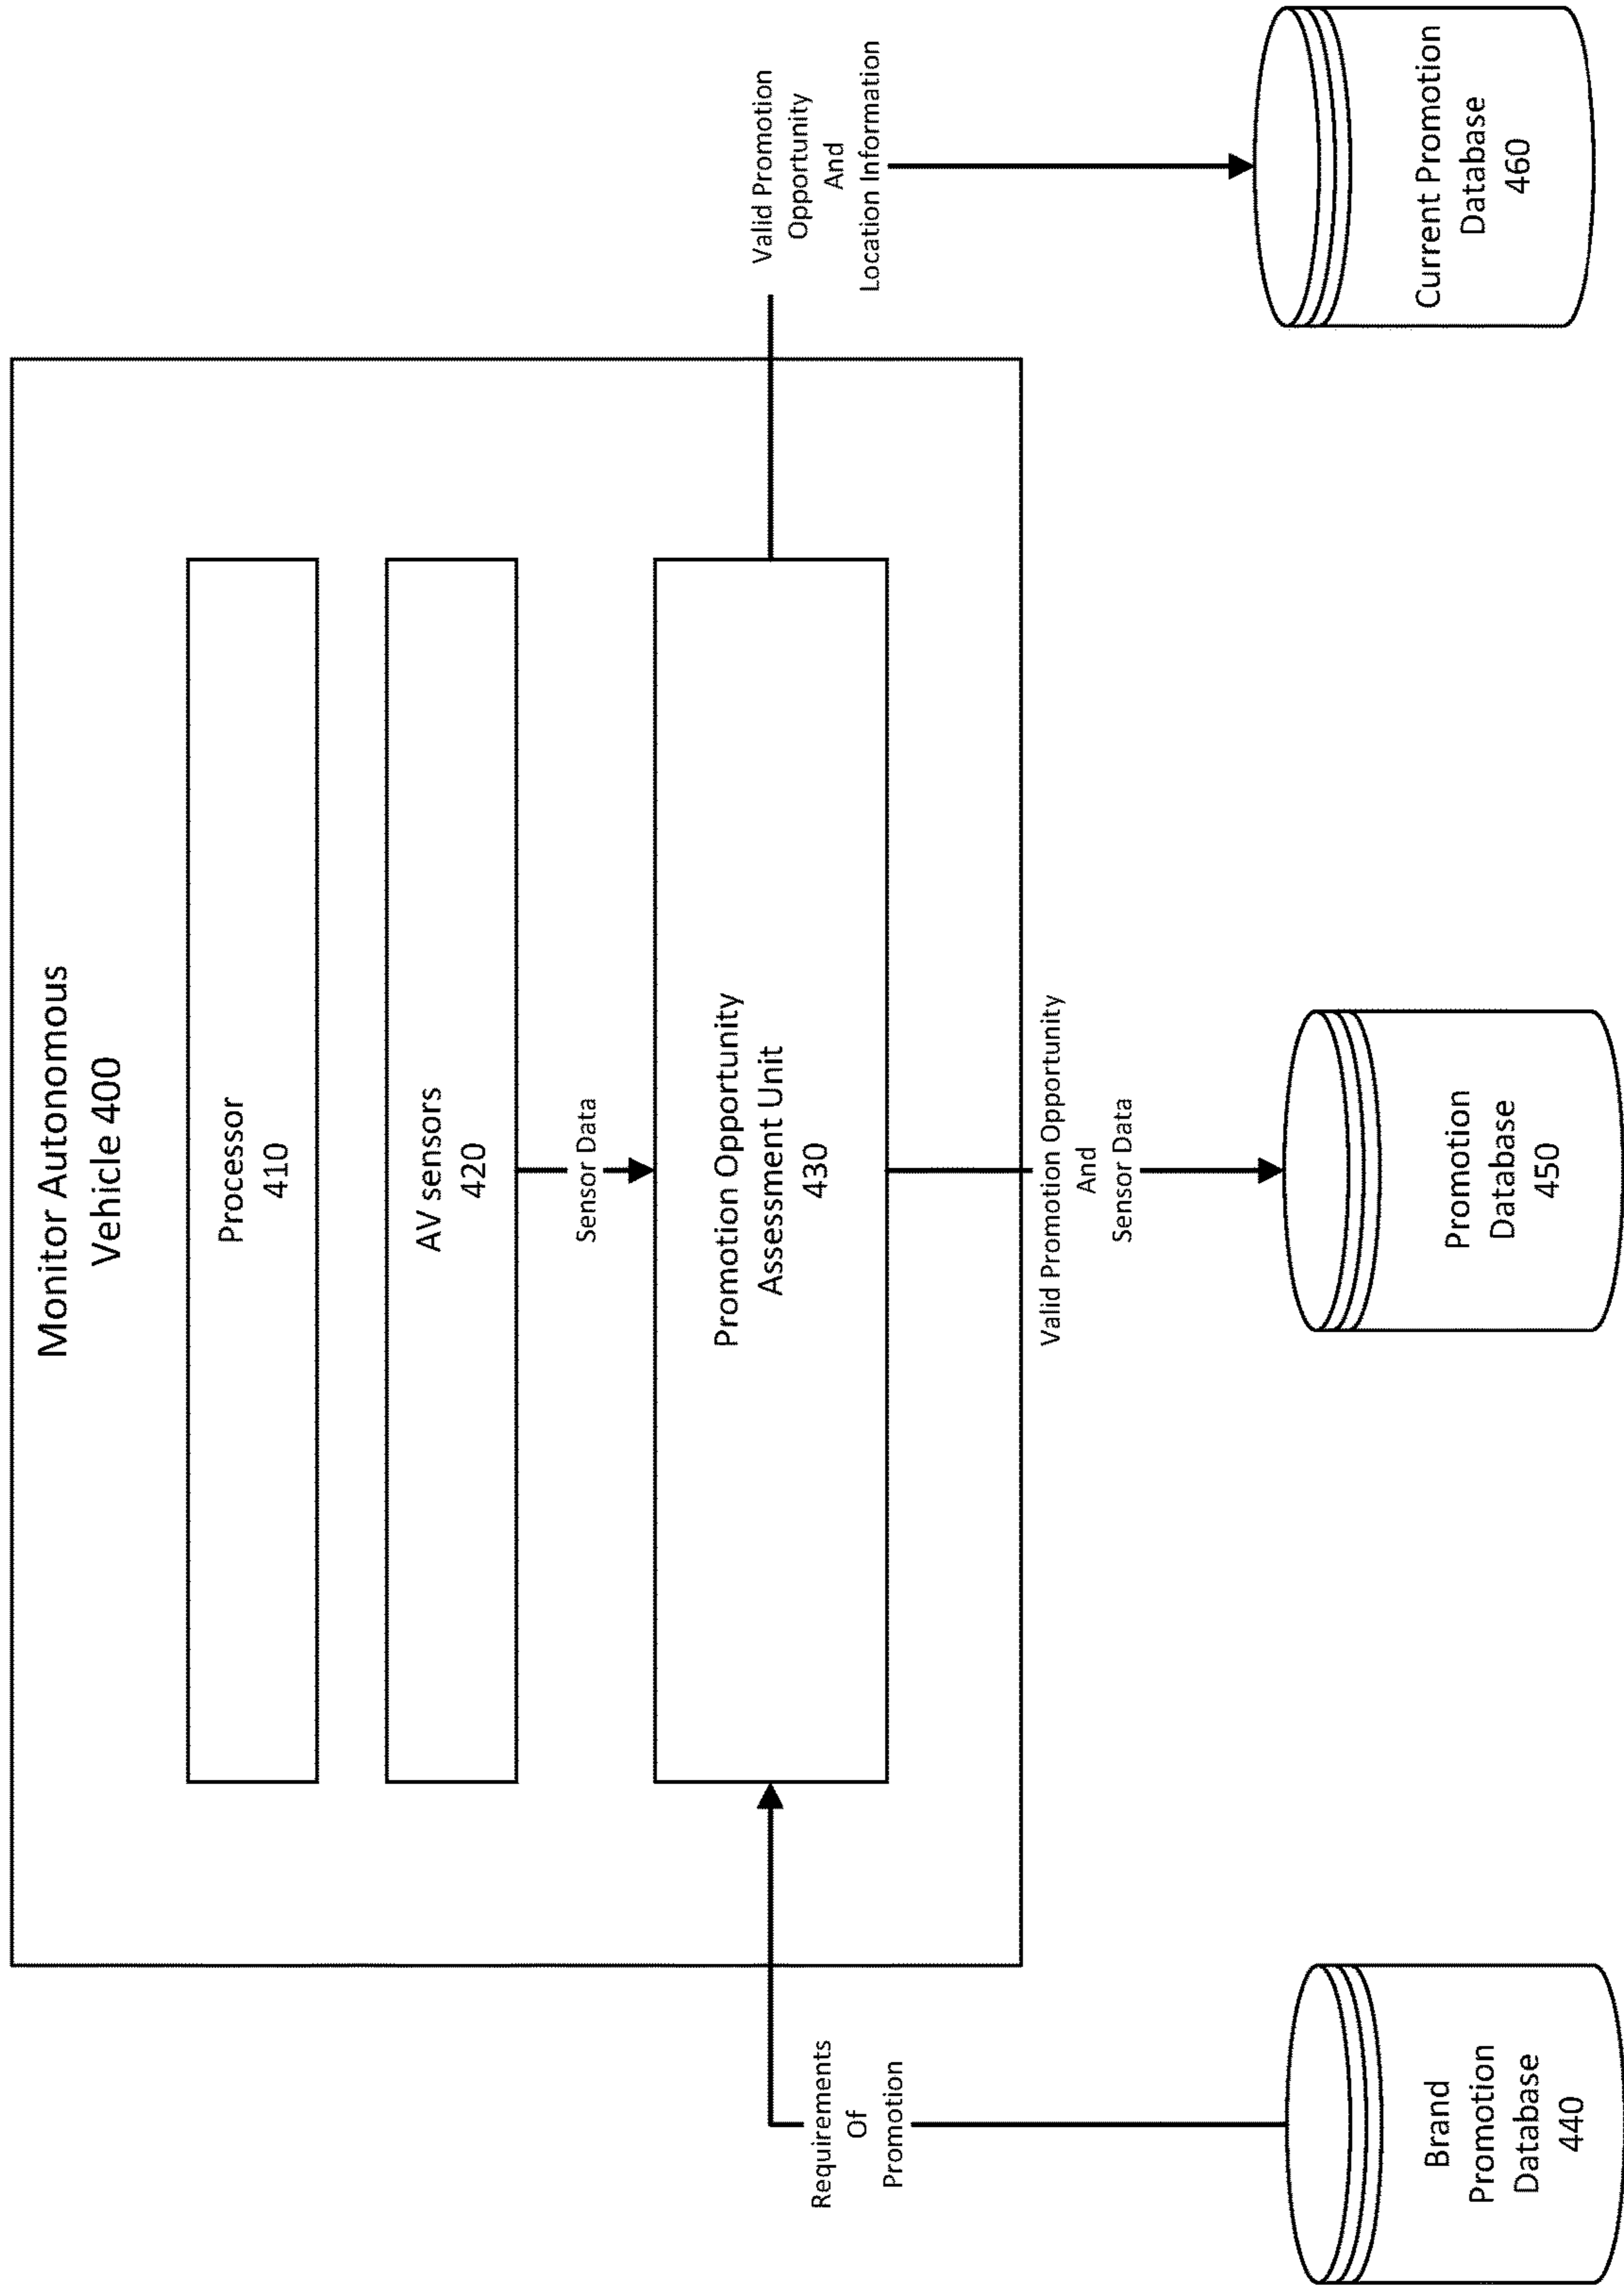 Monitor Autonomous
Vehicle 400
Processor
410
AV sensors
420
Sensor Data
Promotion Opportunity
Assessment Unit
430
Requirements
Of
Promotion
Valid Promotion Opportunity
And
Sensor Data
Valid Promotion
Opportunity
And
Location Information
Brand
Promotion
Database
440
Promotion
Database
450
Current Promotion
Database
460